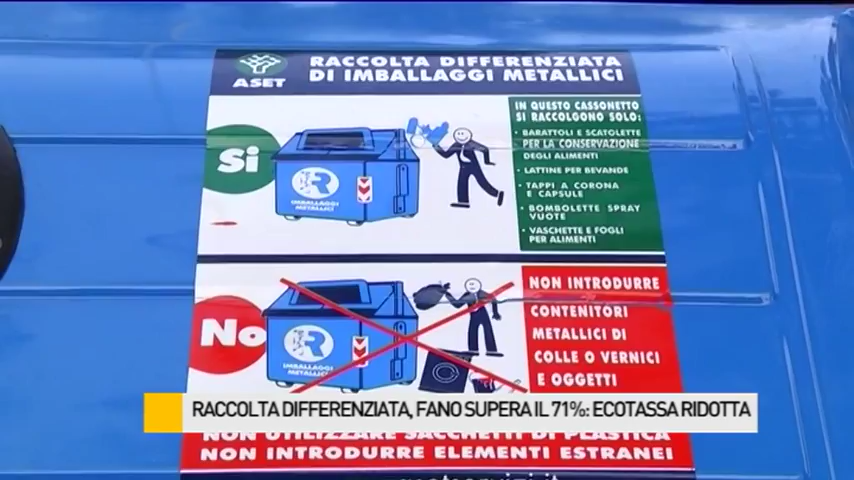 ASET
RACCOLTA DIFFERENZIATA
DI IMBALLAGGI METALLICI
Si
R
IMBALLAGGI
METALLICI
IN QUESTO CASSONETTO
SI RACCOLGONO SOLO:
• BARATTOLI E SCATOLETTE
PER LA CONSERVAZIONE
DEGLI ALIMENTI
• LATTINE PER BEVANDE
• TAPPI A CORONA
E CAPSULE
• BOMBOLETTE SPRAY
VUOTE
• VASCHETTE E FOGLI
PER ALIMENTI
No
R
IMBALLAGGI
METALLICI
NON INTRODURRE
CONTENITORI
METALLICI DI
COLLE O VERNICI
E OGGETTI
RACCOLTA DIFFERENZIATA, FANO SUPERA IL 71%: ECOTASSA RIDOTTA
NON UTILIZZARE SACCHETTI DI PLASTICA
NON INTRODURRE ELEMENTI ESTRANEI